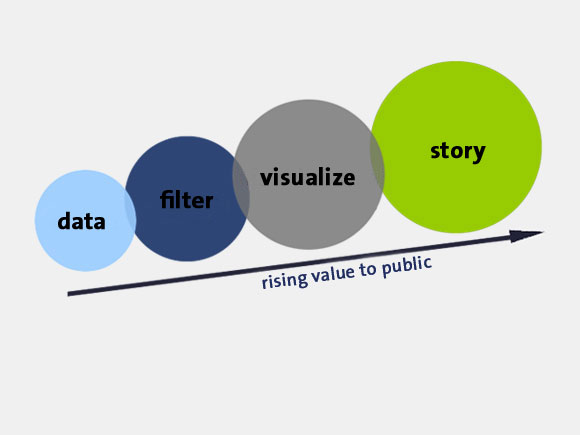 data
filter
visualize
story
rising value to public